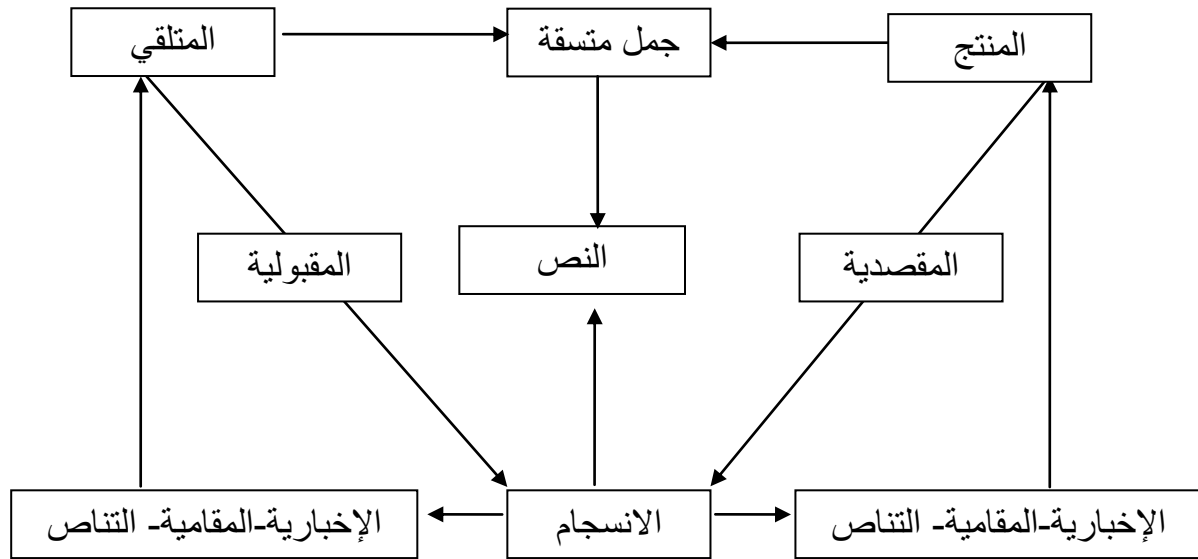 المنتج
جمل متسقة
المتلقي
المقصدية
النص
المقبولية
الإخبارية-المقامية- التناص
الانسجام
الإخبارية-المقامية- التناص